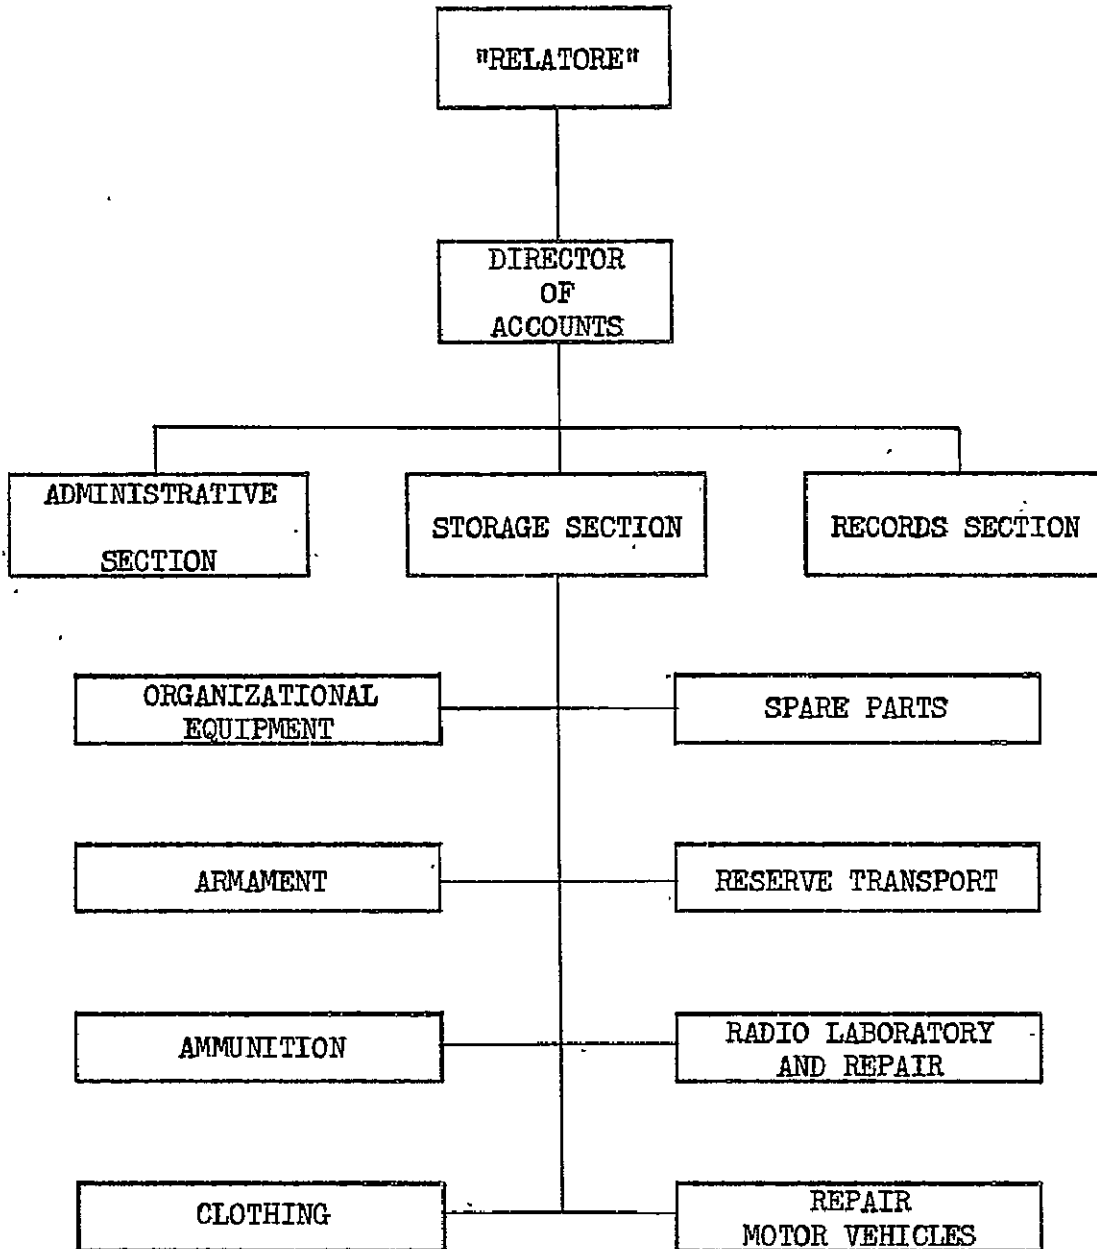 "RELATORE"
DIRECTOR
OF
ACCOUNTS
ADMINISTRATIVE
SECTION
STORAGE SECTION
RECORDS SECTION
ORGANIZATIONAL
EQUIPMENT
SPARE PARTS
ARMAMENT
RESERVE TRANSPORT
AMMUNITION
RADIO LABORATORY
AND REPAIR
CLOTHING
REPAIR
MOTOR VEHICLES